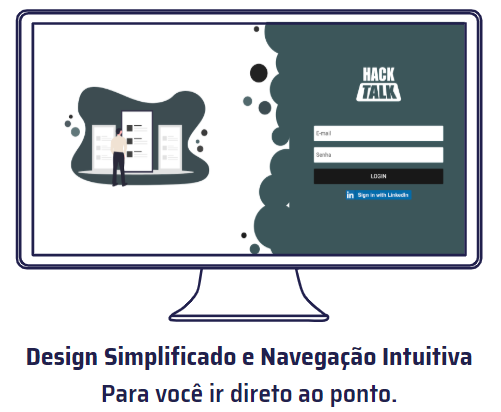 HACK
TALK
E-mail
Senha
LOGIN
in Sign in with LinkedIn
Design Simplificado e Navegação Intuitiva
Para você ir direto ao ponto.